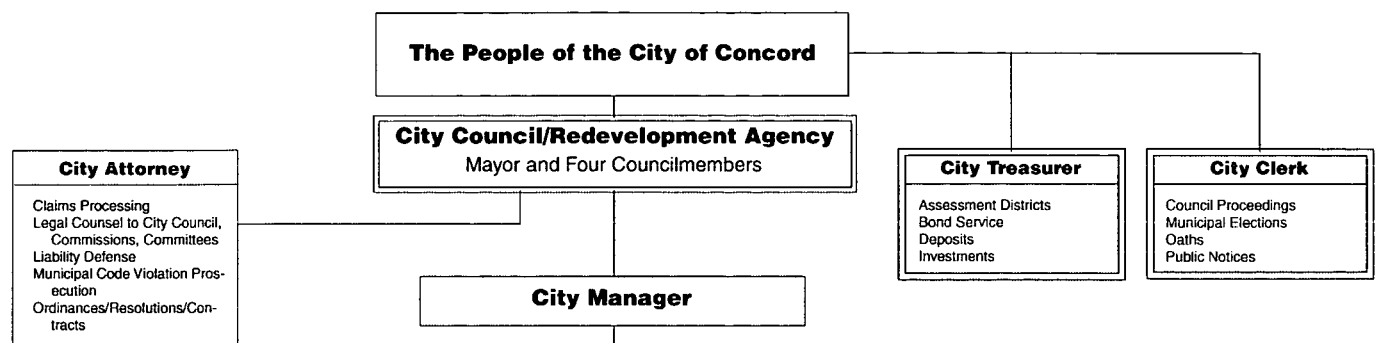 The People of the City of Concord
City Council/Redevelopment Agency
Mayor and Four Councilmembers
City Attorney
Claims Processing
Legal Counsel to City Council,
Commissions, Committees
Liability Defense
Municipal Code Violation Pros-
ecution
Ordinances/Resolutions/Con-
tracts
City Treasurer
Assessment Districts
Bond Service
Deposits
Investments
City Clerk
Council Proceedings
Municipal Elections
Oaths
Public Notices
City Manager